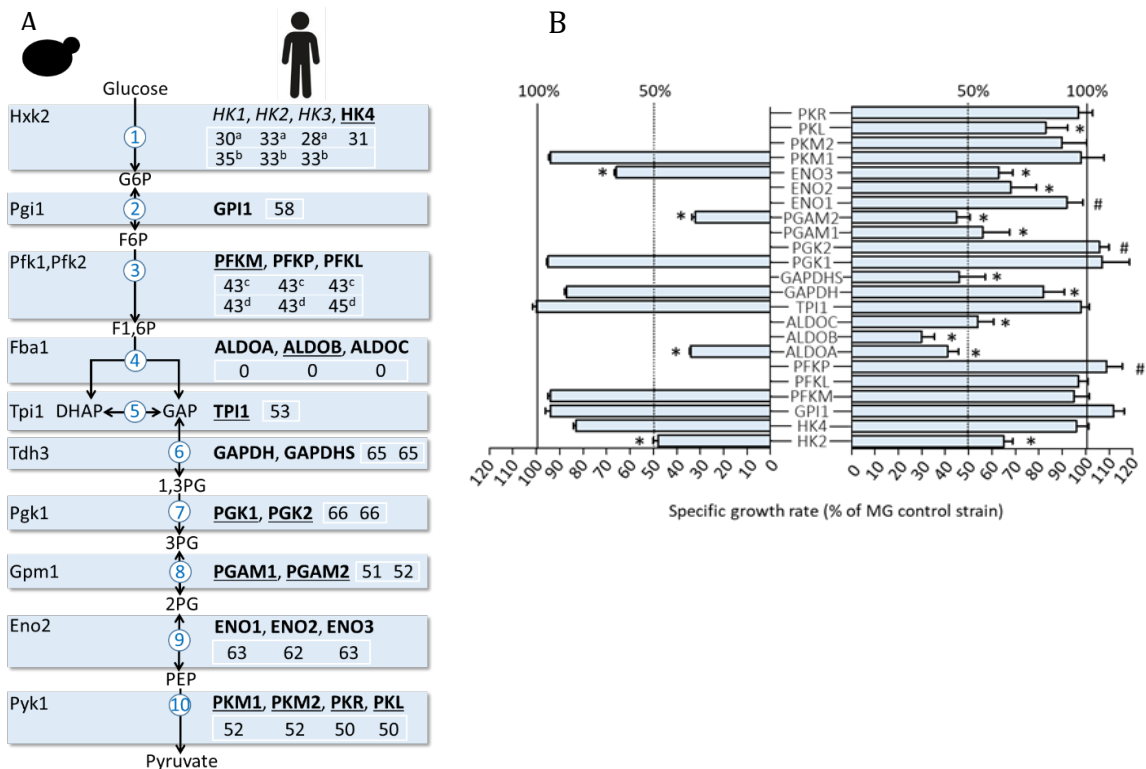 A
Glucose
Hxk2
HK1, HK2, HK3, HK4
30a 33a 28a 31
1
35b 33b 33b
G6P
Pgi1
2
GPI1 58
F6P
Pfk1,Pfk2
3
PFKM, PFKP, PFKL
43c 43c 43c
43d 43d 45d
F1,6P
Fba1
4
ALDOA, ALDOB, ALDOC
0 0 0
Tpi1 DHAP 5 GAP TPI1 53
Tdh3
6
GAPDH, GAPDHS 65 65
1,3PG
Pgk1
7
PGK1, PGK2 66 66
3PG
Gpm1
8
PGAM1, PGAM2 51 52
2PG
Eno2
9
ENO1, ENO2, ENO3
63 62 63
PEP
Pyk1
10
PKM1, PKM2, PKR, PKL
52 52 50 50
Pyruvate
B
100% 50% 50% 100%
PKR
PKL *
PKM2
PKM1
* ENO3 *
ENO2 *
ENO1 #
* PGAM2 *
PGAM1 *
PGK2 #
PGK1
GAPDHS *
GAPDH *
TPI1
ALDOC *
ALDOB *
* ALDOA *
PFKP #
PFKL
PFKM
GPI1
HK4
* HK2 *
120 110 100 90 80 70 60 50 40 30 20 10 0 0 10 20 30 40 50 60 70 80 90 100 110 120
Specific growth rate (% of MG control strain)